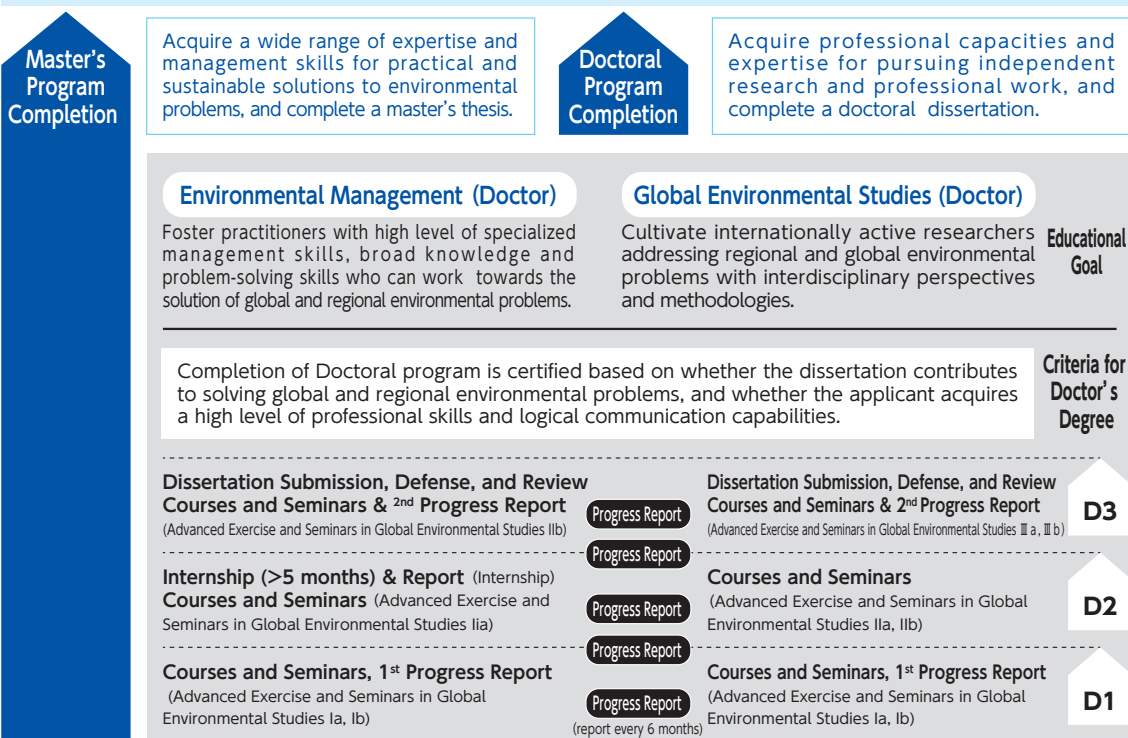 Master's
Program
Completion
Acquire a wide range of expertise and
management skills for practical and
sustainable solutions to environmental
problems, and complete a master's thesis.
Doctoral
Program
Completion
Acquire professional capacities and
expertise for pursuing independent
research and professional work, and
complete a doctoral dissertation.
Environmental Management (Doctor)
Foster practitioners with high level of specialized
management skills, broad knowledge and
problem-solving skills who can work towards the
solution of global and regional environmental problems.
Global Environmental Studies (Doctor)
Cultivate internationally active researchers
addressing regional and global environmental
problems with interdisciplinary perspectives
and methodologies.
Educational
Goal
Completion of Doctoral program is certified based on whether the dissertation contributes
to solving global and regional environmental problems, and whether the applicant acquires
a high level of professional skills and logical communication capabilities.
Criteria for
Doctor's
Degree
Dissertation Submission, Defense, and Review
Courses and Seminars & 2nd Progress Report
(Advanced Exercise and Seminars in Global Environmental Studies IIb)
Progress Report
Dissertation Submission, Defense, and Review
Courses and Seminars & 2nd Progress Report
(Advanced Exercise and Seminars in Global Environmental Studies Ⅲa, Ⅲb)
D3
Progress Report
Internship (>5 months) & Report (Internship)
Courses and Seminars (Advanced Exercise and
Seminars in Global Environmental Studies Iia)
Progress Report
Courses and Seminars
(Advanced Exercise and Seminars in Global
Environmental Studies IIa, IIb)
D2
Progress Report
Courses and Seminars, 1st Progress Report
(Advanced Exercise and Seminars in Global
Environmental Studies Ia, Ib)
Progress Report
(report every 6 months)
Courses and Seminars, 1st Progress Report
(Advanced Exercise and Seminars in Global
Environmental Studies Ia, Ib)
D1